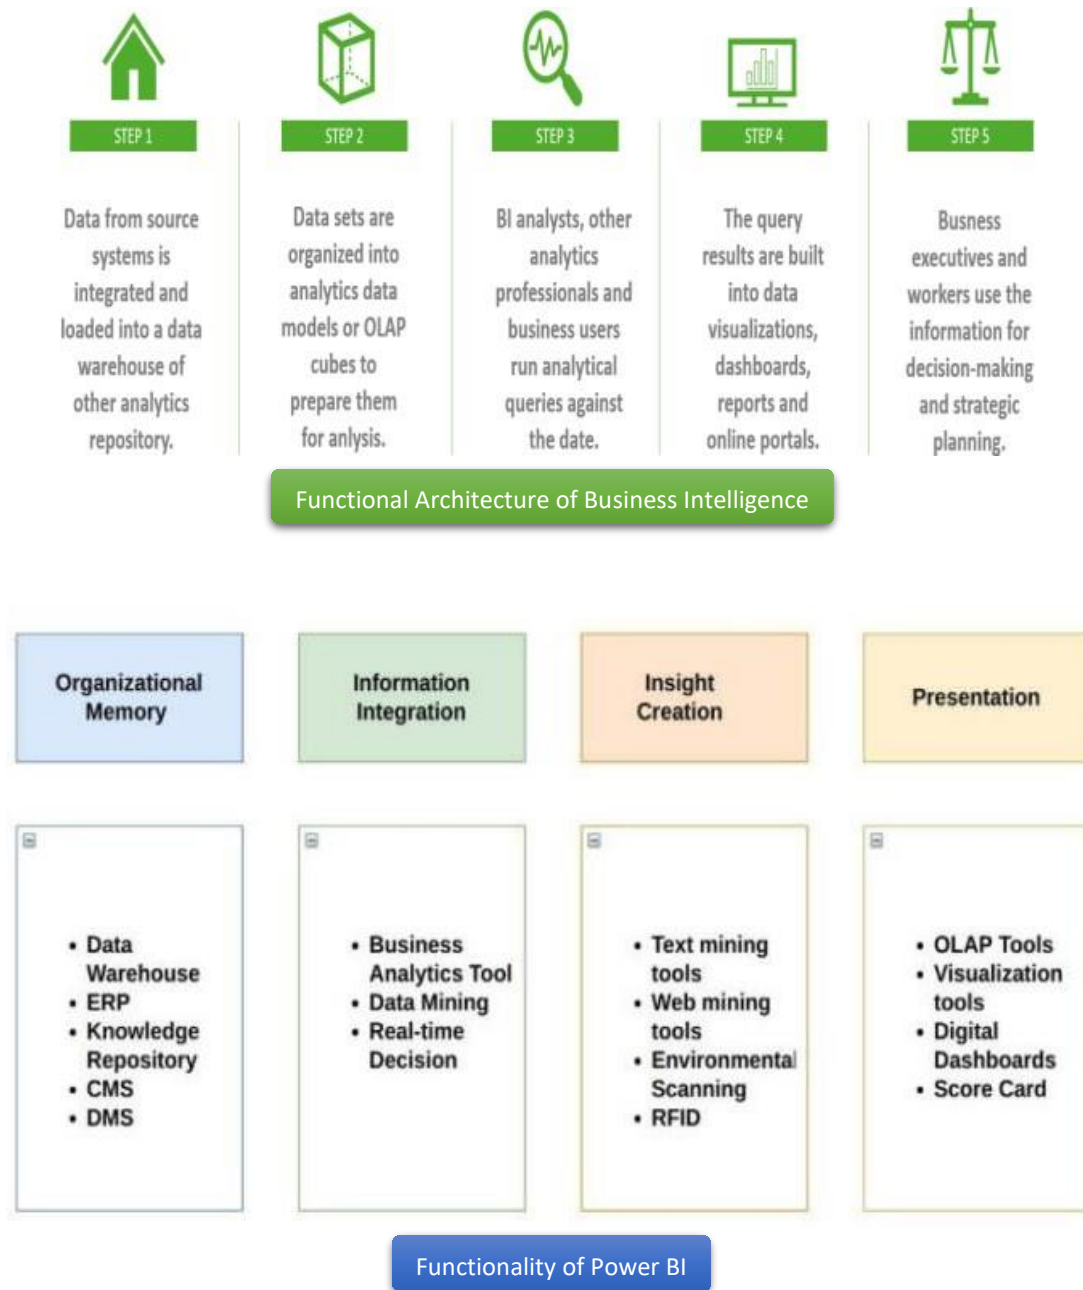 STEP 1
Data from source
systems is
integrated and
loaded into a data
warehouse of
other analytics
repository.
STEP 2
Data sets are
organized into
analytics data
models or OLAP
cubes to
prepare them
for anlysis.
STEP 3
BI analysts, other
analytics
professionals and
business users
run analytical
queries against
the date.
STEP 4
The query
results are built
into data
visualizations,
dashboards,
reports and
online portals.
STEP 5
Busness
executives and
workers use the
information for
decision-making
and strategic
planning.
Functional Architecture of Business Intelligence
Organizational
Memory
Information
Integration
Insight
Creation
Presentation
• Data
Warehouse
• ERP
• Knowledge
Repository
• CMS
• DMS
• Business
Analytics Tool
• Data Mining
• Real-time
Decision
• Text mining
tools
• Web mining
tools
• Environmental
Scanning
• RFID
• OLAP Tools
• Visualization
tools
• Digital
Dashboards
• Score Card
Functionality of Power BI